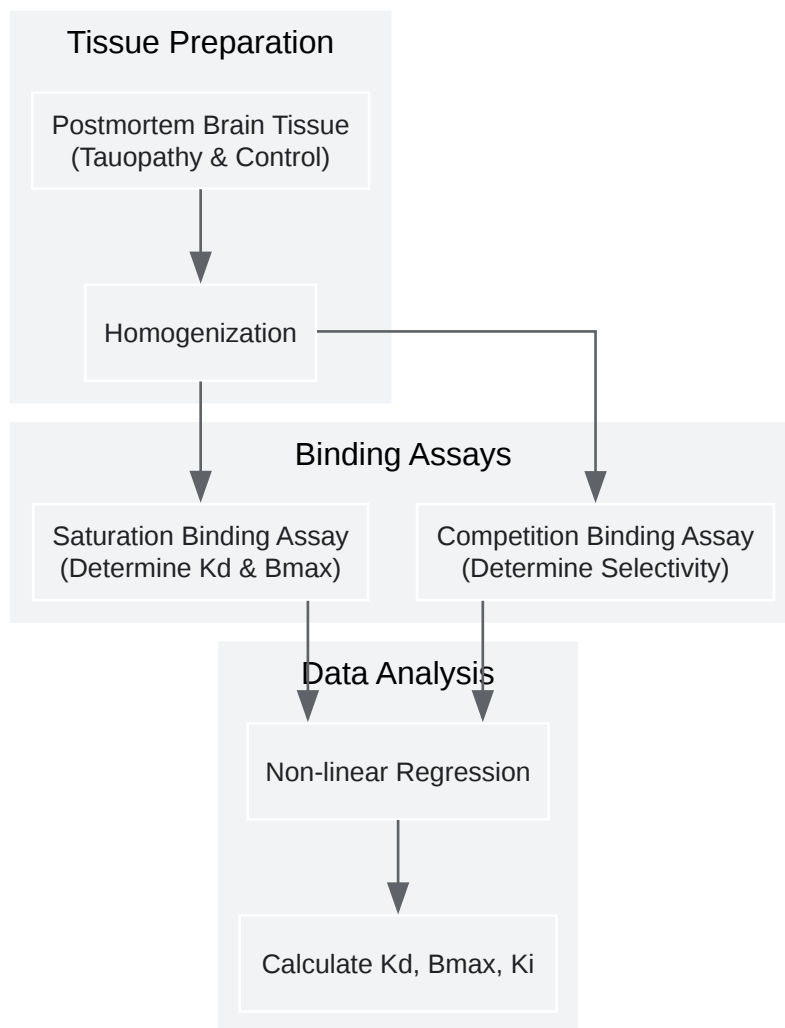 Tissue Preparation
Postmortem Brain Tissue
(Tauopathy & Control)
Homogenization
Binding Assays
Saturation Binding Assay
(Determine Kd & Bmax)
Competition Binding Assay
(Determine Selectivity)
Data Analysis
Non-linear Regression
Calculate Kd, Bmax, Ki